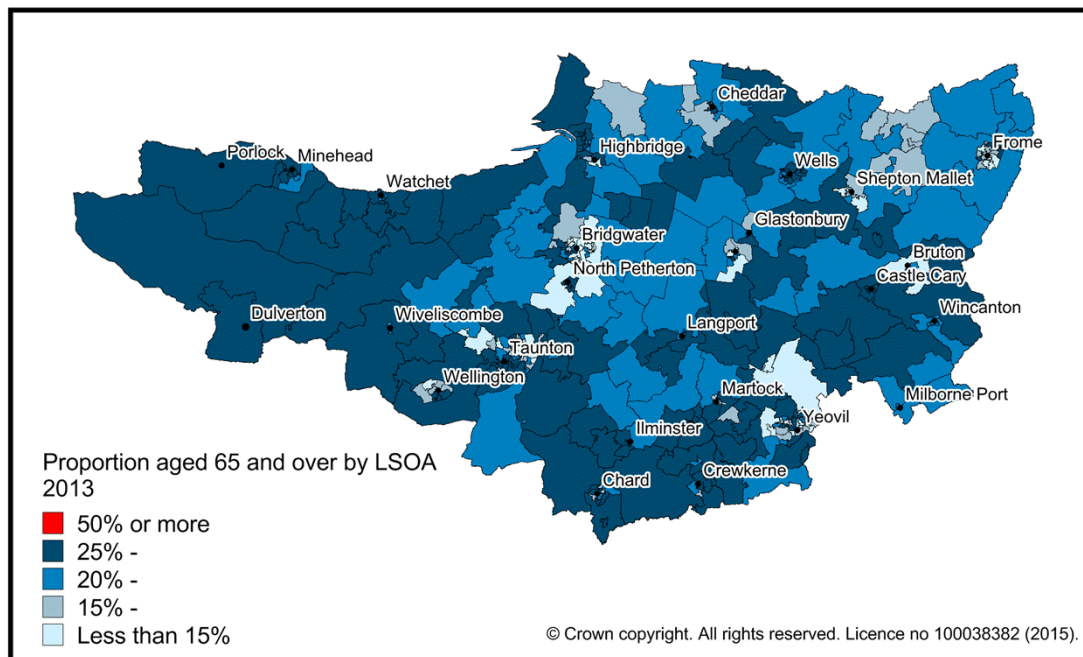 Cheddar
Porlock
Minehead
Highbridge
Wells
Frome
Watchet
Shepton Mallet
Glastonbury
Bridgwater
Bruton
North Petherton
Castle Cary
Dulverton
Wiveliscombe
Wincanton
Langport
Taunton
Wellington
Martock
Milborne Port
Yeovil
Ilminster
Crewkerne
Chard
Proportion aged 65 and over by LSOA
2013
50% or more
25% -
20% -
15% -
Less than 15%
© Crown copyright. All rights reserved. Licence no 100038382 (2015).